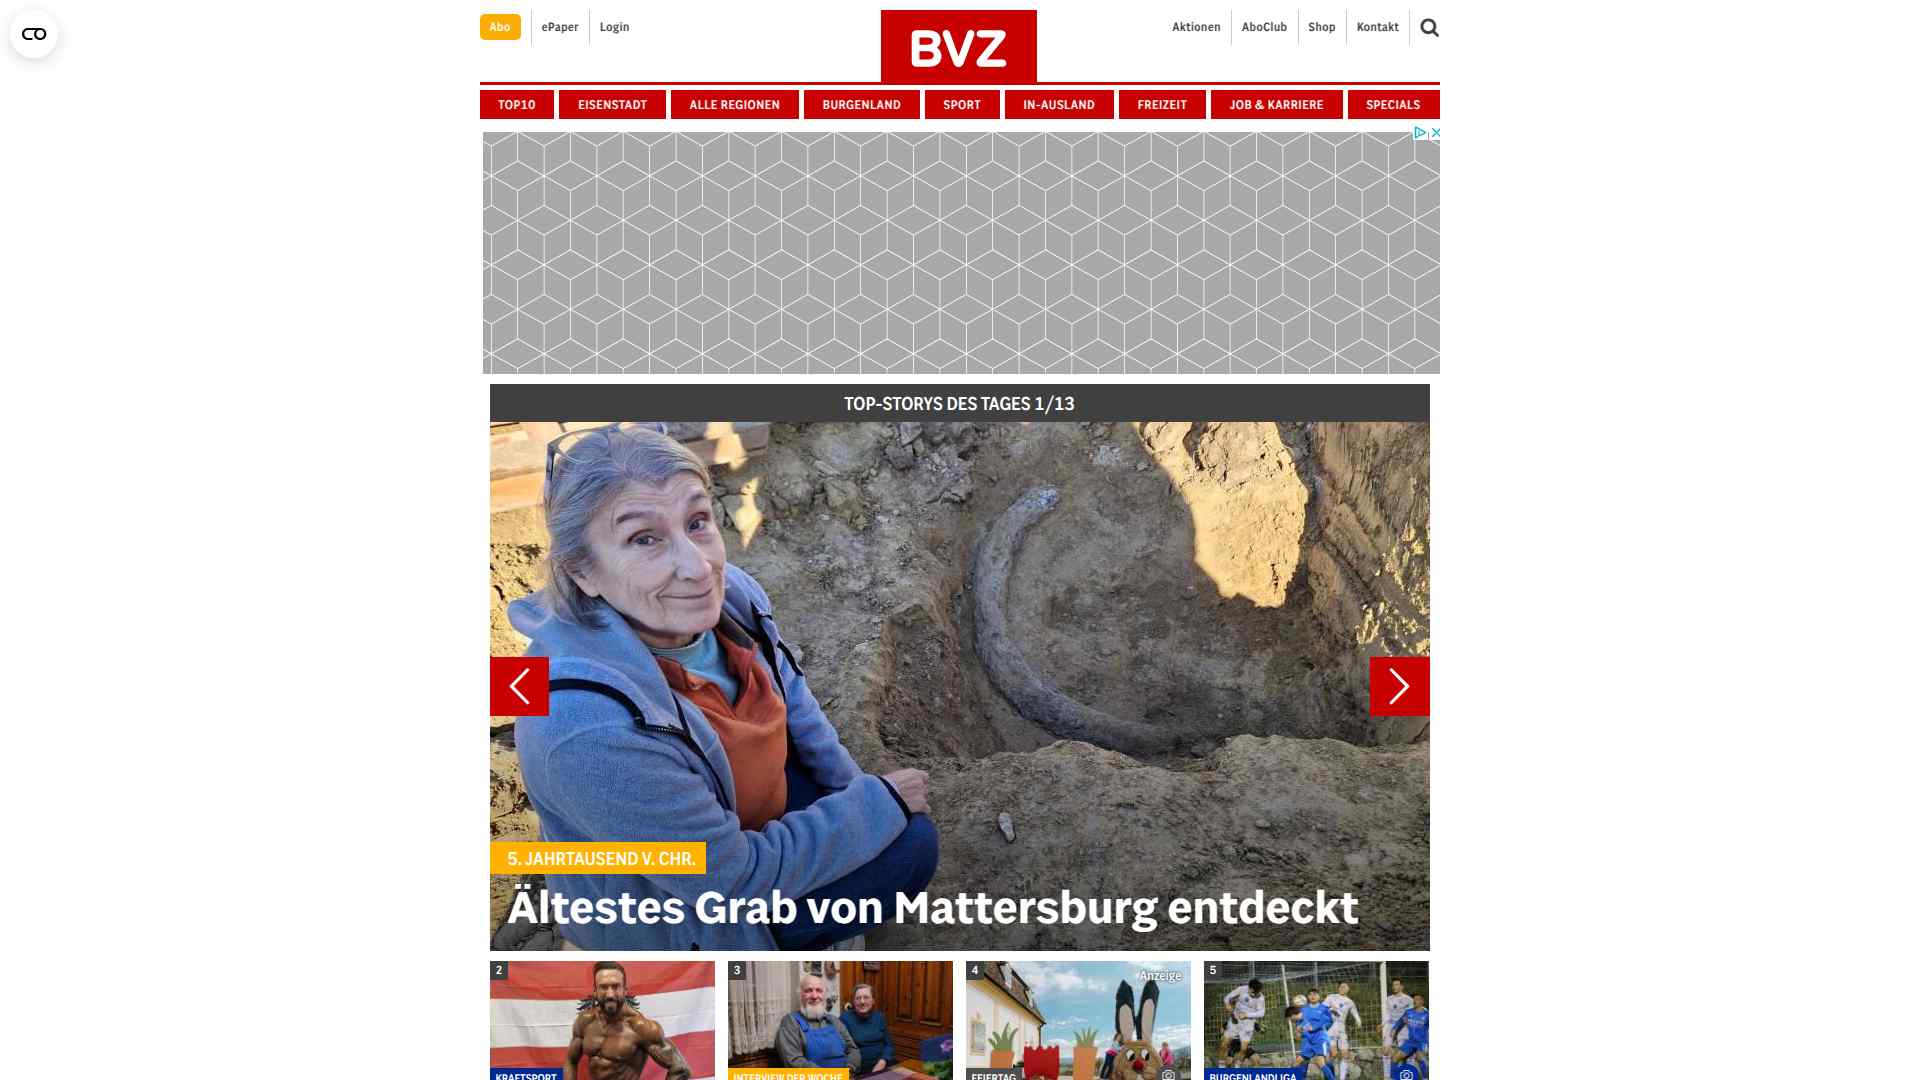 Abo
ePaper
Login
BVZ
Aktionen
AboClub
Shop
Kontakt
TOP10
EISENSTADT
ALLE REGIONEN
BURGENLAND
SPORT
IN-AUSLAND
FREIZEIT
JOB & KARRIERE
SPECIALS
TOP-STORYS DES TAGES 1/13
5. JAHRTAUSEND V. CHR.
Ältestes Grab von Mattersburg entdeckt
2
3
4
Anzeige
5
KRAFTSPORT
INTERVIEW DER WOCHE
FEIERTAG
BURGENLANDLIGA